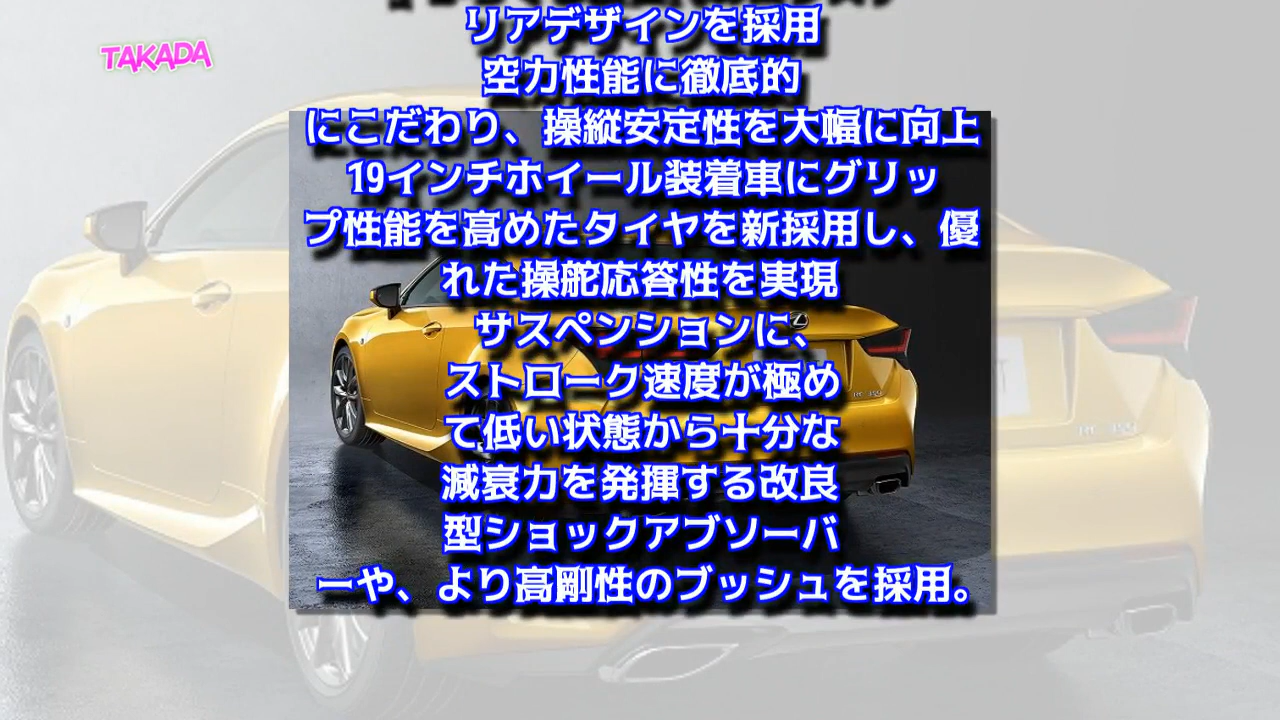 TAKADA
リアデザインを採用
空力性能に徹底的
にこだわり、操縦安定性を大幅に向上
19インチホイール装着車にグリッ
プ性能を高めたタイヤを新採用し、優
れた操舵応答性を実現
サスペンションに、
ストローク速度が極め
て低い状態から十分な
減衰力を発揮する改良
型ショックアブソーバ
ーや、より高剛性のブッシュを採用。